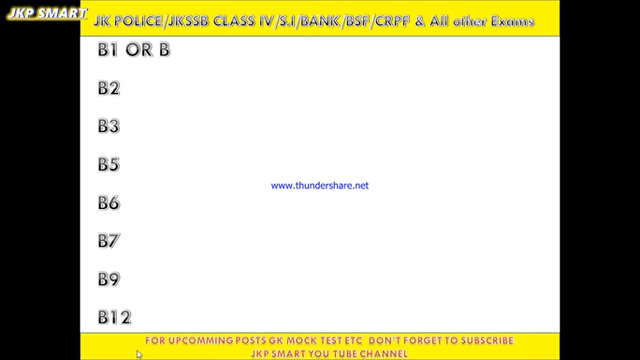 JKP SMART
JK POLICE/JKSSB CLASS IV/S.I/BANK/BSF/CRPF & All other Exams
B1 OR B
B2
B3
B5
www.thundershare.net
B6
B7
B9
B12
FOR UPCOMMING POSTS GK MOCK TEST ETC DON'T FORGET TO SUBSCRIBE
JKP SMART YOU TUBE CHANNEL